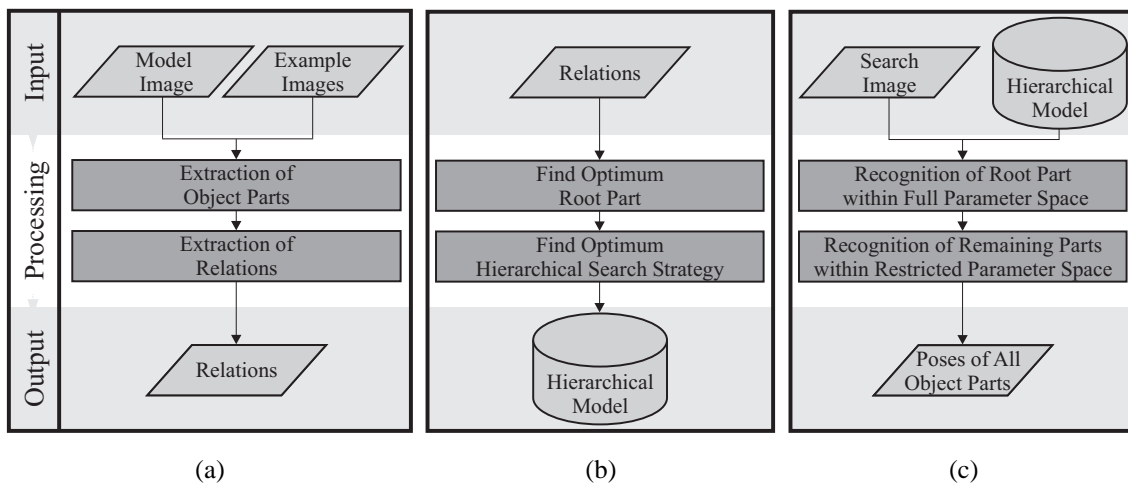 Input
Processing
Output
Model
Image
Example
Images
Extraction of
Object Parts
Extraction of
Relations
Relations
(a)
Relations
Find Optimum
Root Part
Find Optimum
Hierarchical Search Strategy
Hierarchical
Model
(b)
Search
Image
Hierarchical
Model
Recognition of Root Part
within Full Parameter Space
Recognition of Remaining Parts
within Restricted Parameter Space
Poses of All
Object Parts
(c)